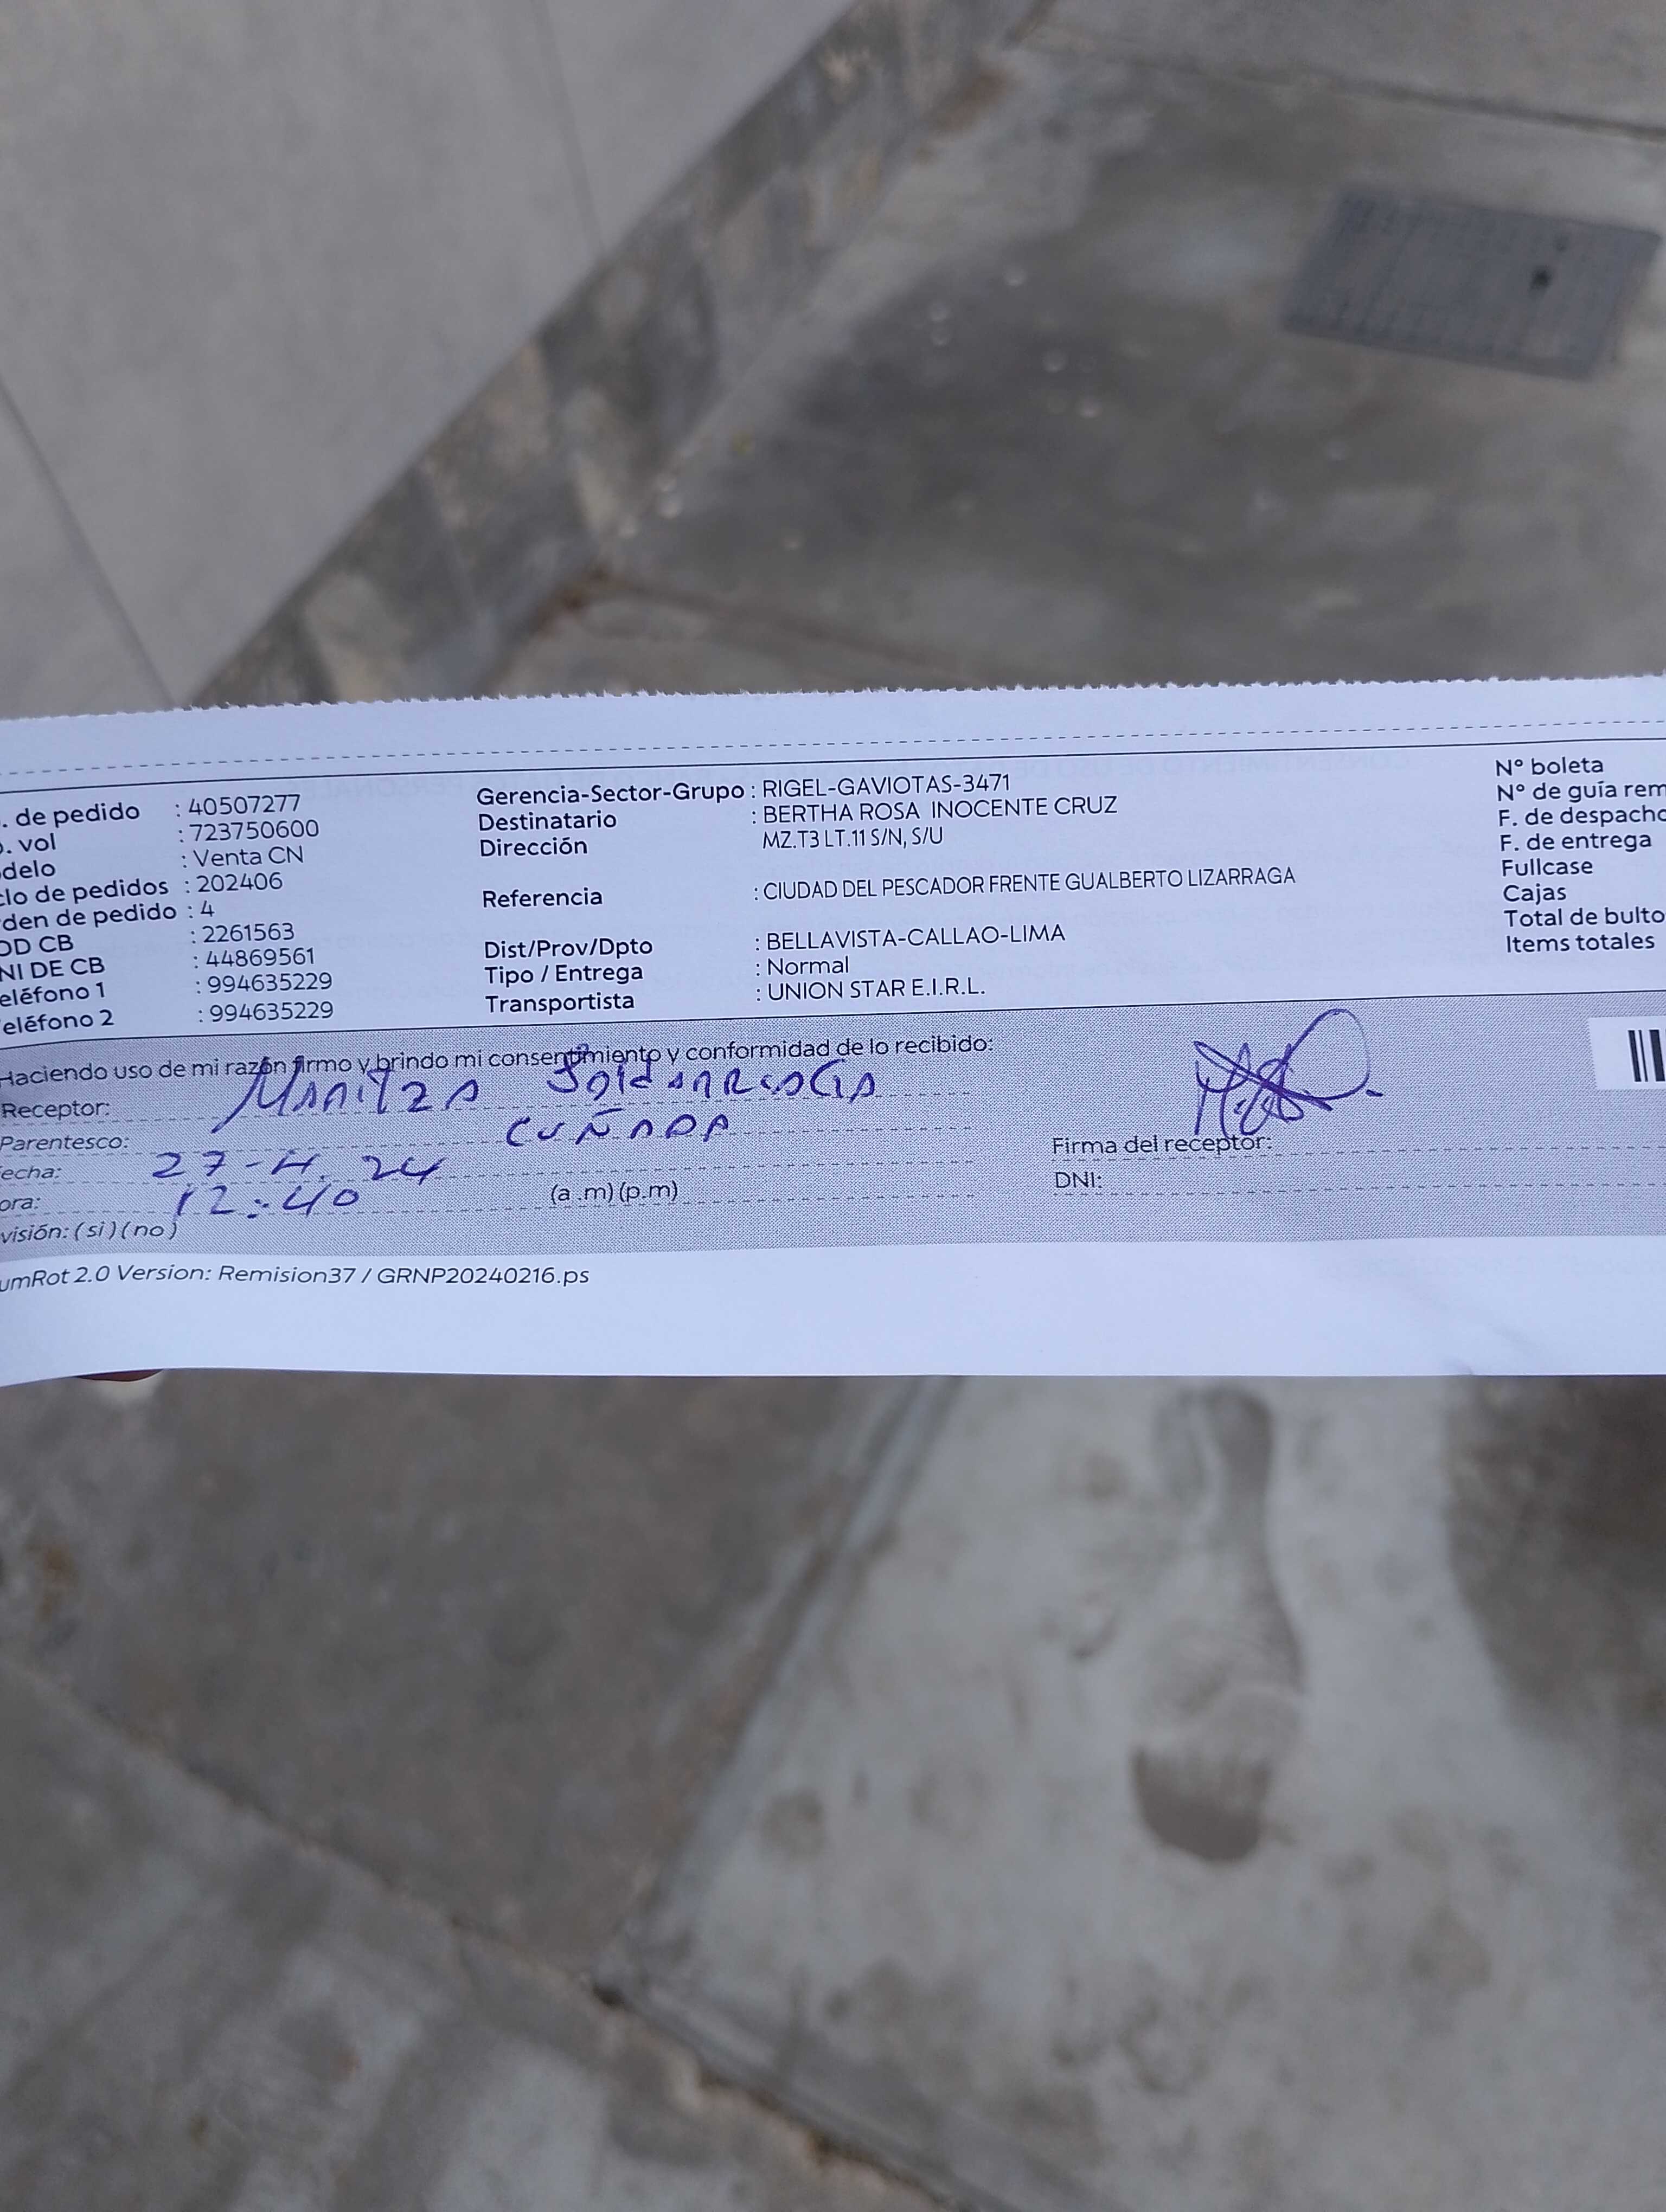 . de pedido : 40507277
. vol : 723750600
delo : Venta CN
clo de pedidos : 202406
den de pedido : 4
OD CB : 2261563
NI DE CB : 44869561
eléfono 1 : 994635229
eléfono 2 : 994635229
Gerencia-Sector-Grupo : RIGEL-GAVIOTAS-3471
Destinatario : BERTHA ROSA INOCENTE CRUZ
Dirección MZ.T3 LT.11 S/N, S/U
Referencia : CIUDAD DEL PESCADOR FRENTE GUALBERTO LIZARRAGA
Dist/Prov/Dpto : BELLAVISTA-CALLAO-LIMA
Tipo / Entrega : Normal
Transportista : UNION STAR E.I.R.L.
N° boleta
N° de guía rem
F. de despacho
F. de entrega
Fullcase
Cajas
Total de bulto
Items totales
Haciendo uso de mi razón firmo y brindo mi consentimiento y conformidad de lo recibido:
Receptor: MARITZA
Parentesco: CUÑADA
echa: 27-4.24
ora: 12:40 (a.m) (p.m)
visión: (si) (no)
Firma del receptor:
DNI:
umRot 2.0 Version: Remision37 / GRNP20240216.ps